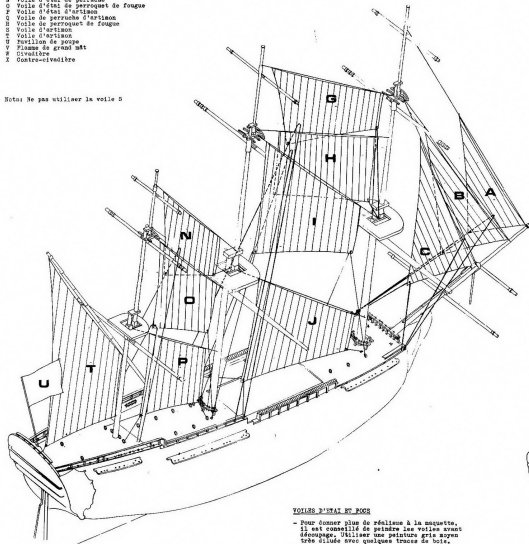 O Voile d'étai de perroquet de fougue
P Voile d'étai d'artimon
Q Voile de perruche d'artimon
R Voile de perroquet de fougue
S Voile d'artimon
T Voile d'artimon
U Pavillon de poupe
V Flamme de grand mât
W Civadière
X Contre-civadière
Nota: Ne pas utiliser la voile
G
H
A
B
I
N
C
O
J
T
P
U
VOILES D'ETAI ET FOCS
- Pour donner plus de réalisme à la maquette,
il est conseillé de peindre les voiles avant
découpage. Utiliser une peinture gris moyen
très diluée avec quelques traces de bois.